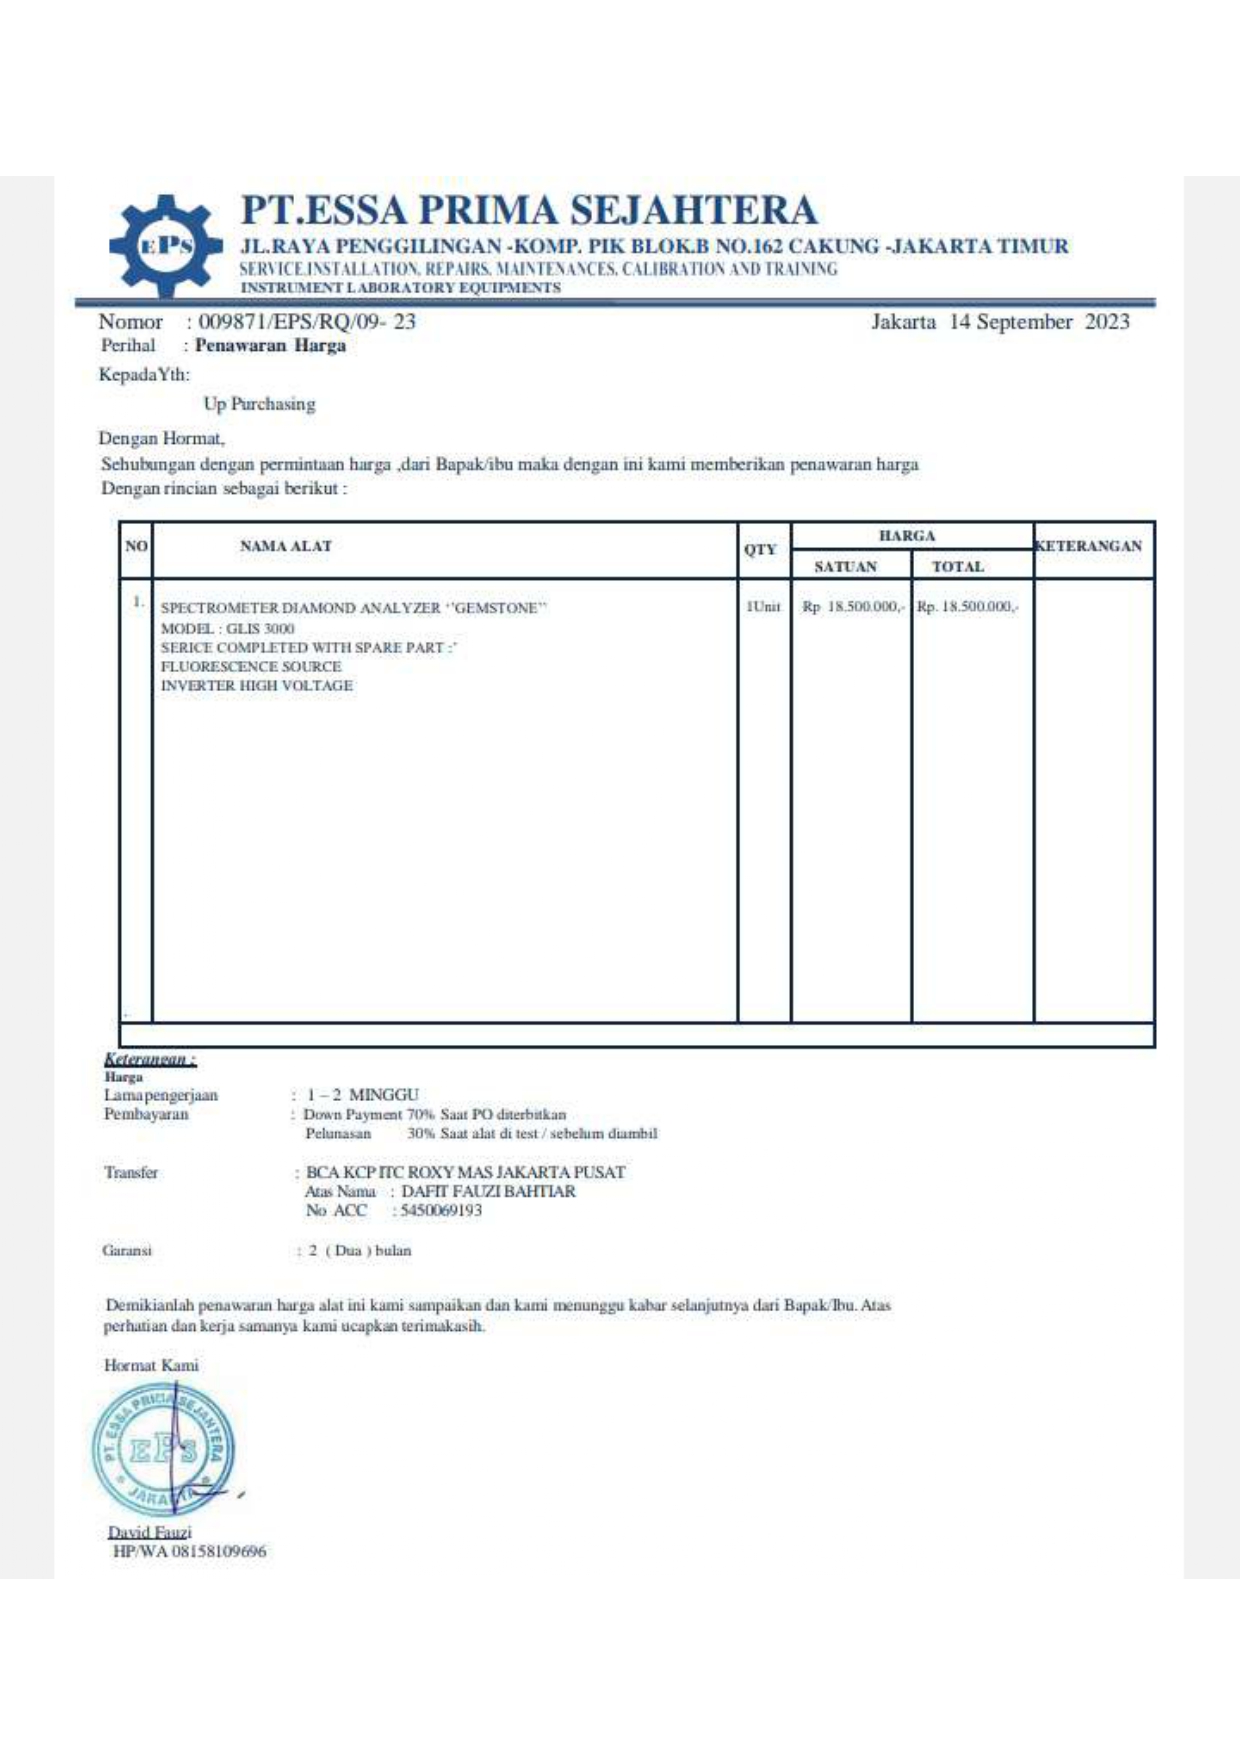 EPS
PT.ESSA PRIMA SEJAHTERA
JL.RAYA PENGGILINGAN -KOMP. PIK BLOK.B NO.162 CAKUNG -JAKARTA TIMUR
SERVICE,INSTALLATION, REPAIRS, MAINTENANCES, CALIBRATION AND TRAINING
INSTRUMENT LABORATORY EQUIPMENTS
Nomor : 009871/EPS/RQ/09- 23 Jakarta 14 September 2023
Perihal : Penawaran Harga
Kepada Yth:
Up Purchasing
Dengan Hormat,
Sehubungan dengan permintaan harga ,dari Bapak/ibu maka dengan ini kami memberikan penawaran harga
Dengan rincian sebagai berikut :
NO NAMA ALAT QTY HARGA KETERANGAN
SATUAN TOTAL
1. SPECTROMETER DIAMOND ANALYZER ‘’GEMSTONE’’ 1Unit Rp 18.500.000,- Rp. 18.500.000,-
MODEL : GLIS 3000
SERICE COMPLETED WITH SPARE PART :’
FLUORESCENCE SOURCE
INVERTER HIGH VOLTAGE
Keterangan :
Harga
Lama pengerjaan : 1 – 2 MINGGU
Pembayaran : Down Payment 70% Saat PO diterbitkan
Pelunasan 30% Saat alat di test / sebelum diambil
Transfer : BCA KCP ITC ROXY MAS JAKARTA PUSAT
Atas Nama : DAFIT FAUZI BAHTIAR
No ACC : 5450069193
Garansi : 2 ( Dua ) bulan
Demikianlah penawaran harga alat ini kami sampaikan dan kami menunggu kabar selanjutnya dari Bapak/Ibu. Atas
perhatian dan kerja samanya kami ucapkan terimakasih.
Hormat Kami
PT. ESSA PRIMA SEJAHTERA
EPS
JAKARTA
David Fauzi
HP/WA 08158109696